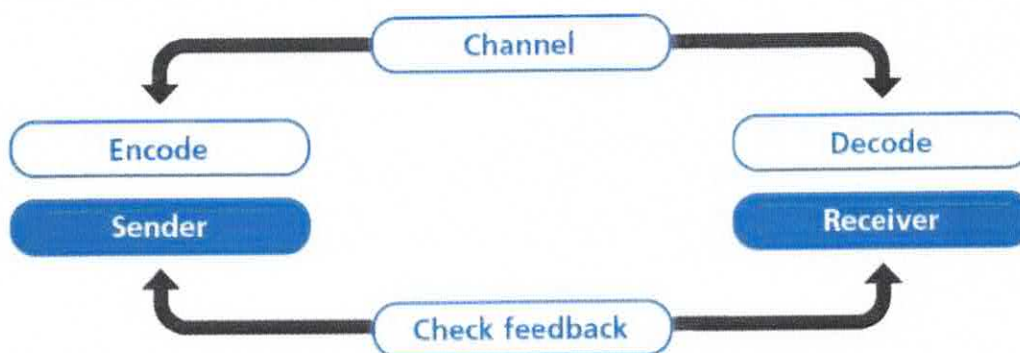 Channel
Encode
Decode
Sender
Receiver
Check feedback